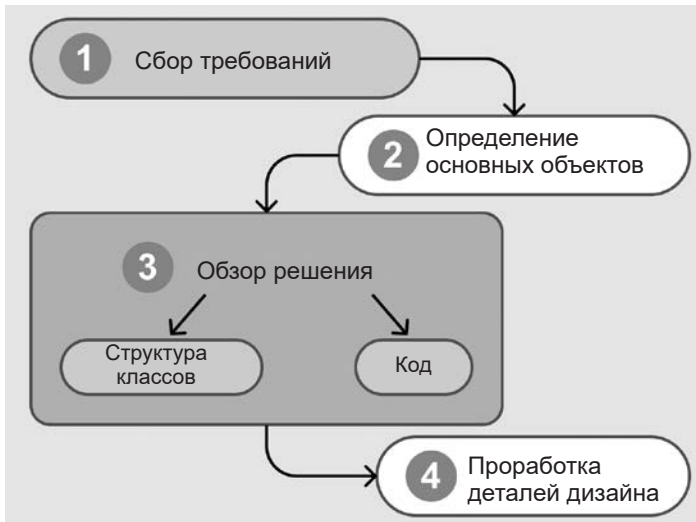 1 Сбор требований
2 Определение
основных объектов
3 Обзор решения
Структура
классов
Код
4 Проработка
деталей дизайна